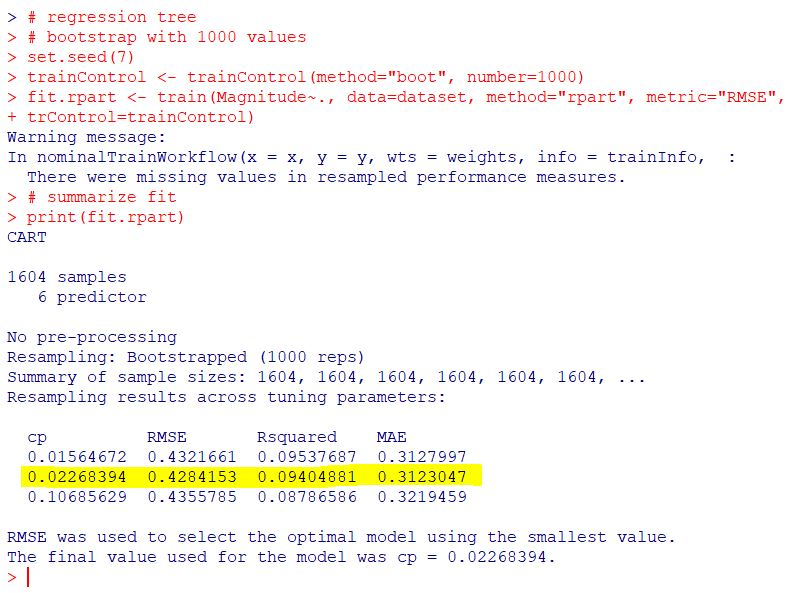 > # regression tree
> # bootstrap with 1000 values
> set.seed(7)
> trainControl <- trainControl(method="boot", number=1000)
> fit.rpart <- train(Magnitude~., data=dataset, method="rpart", metric="RMSE",
+ trControl=trainControl)
Warning message:
In nominalTrainWorkflow(x = x, y = y, wts = weights, info = trainInfo,  :
  There were missing values in resampled performance measures.
> # summarize fit
> print(fit.rpart)
CART

1604 samples
   6 predictor

No pre-processing
Resampling: Bootstrapped (1000 reps)
Summary of sample sizes: 1604, 1604, 1604, 1604, 1604, 1604, ...
Resampling results across tuning parameters:

  cp          RMSE       Rsquared    MAE
  0.01564672  0.4321661  0.09537687  0.3127997
  0.02268394  0.4284153  0.09404881  0.3123047
  0.10685629  0.4355785  0.08786586  0.3219459

RMSE was used to select the optimal model using the smallest value.
The final value used for the model was cp = 0.02268394.
>